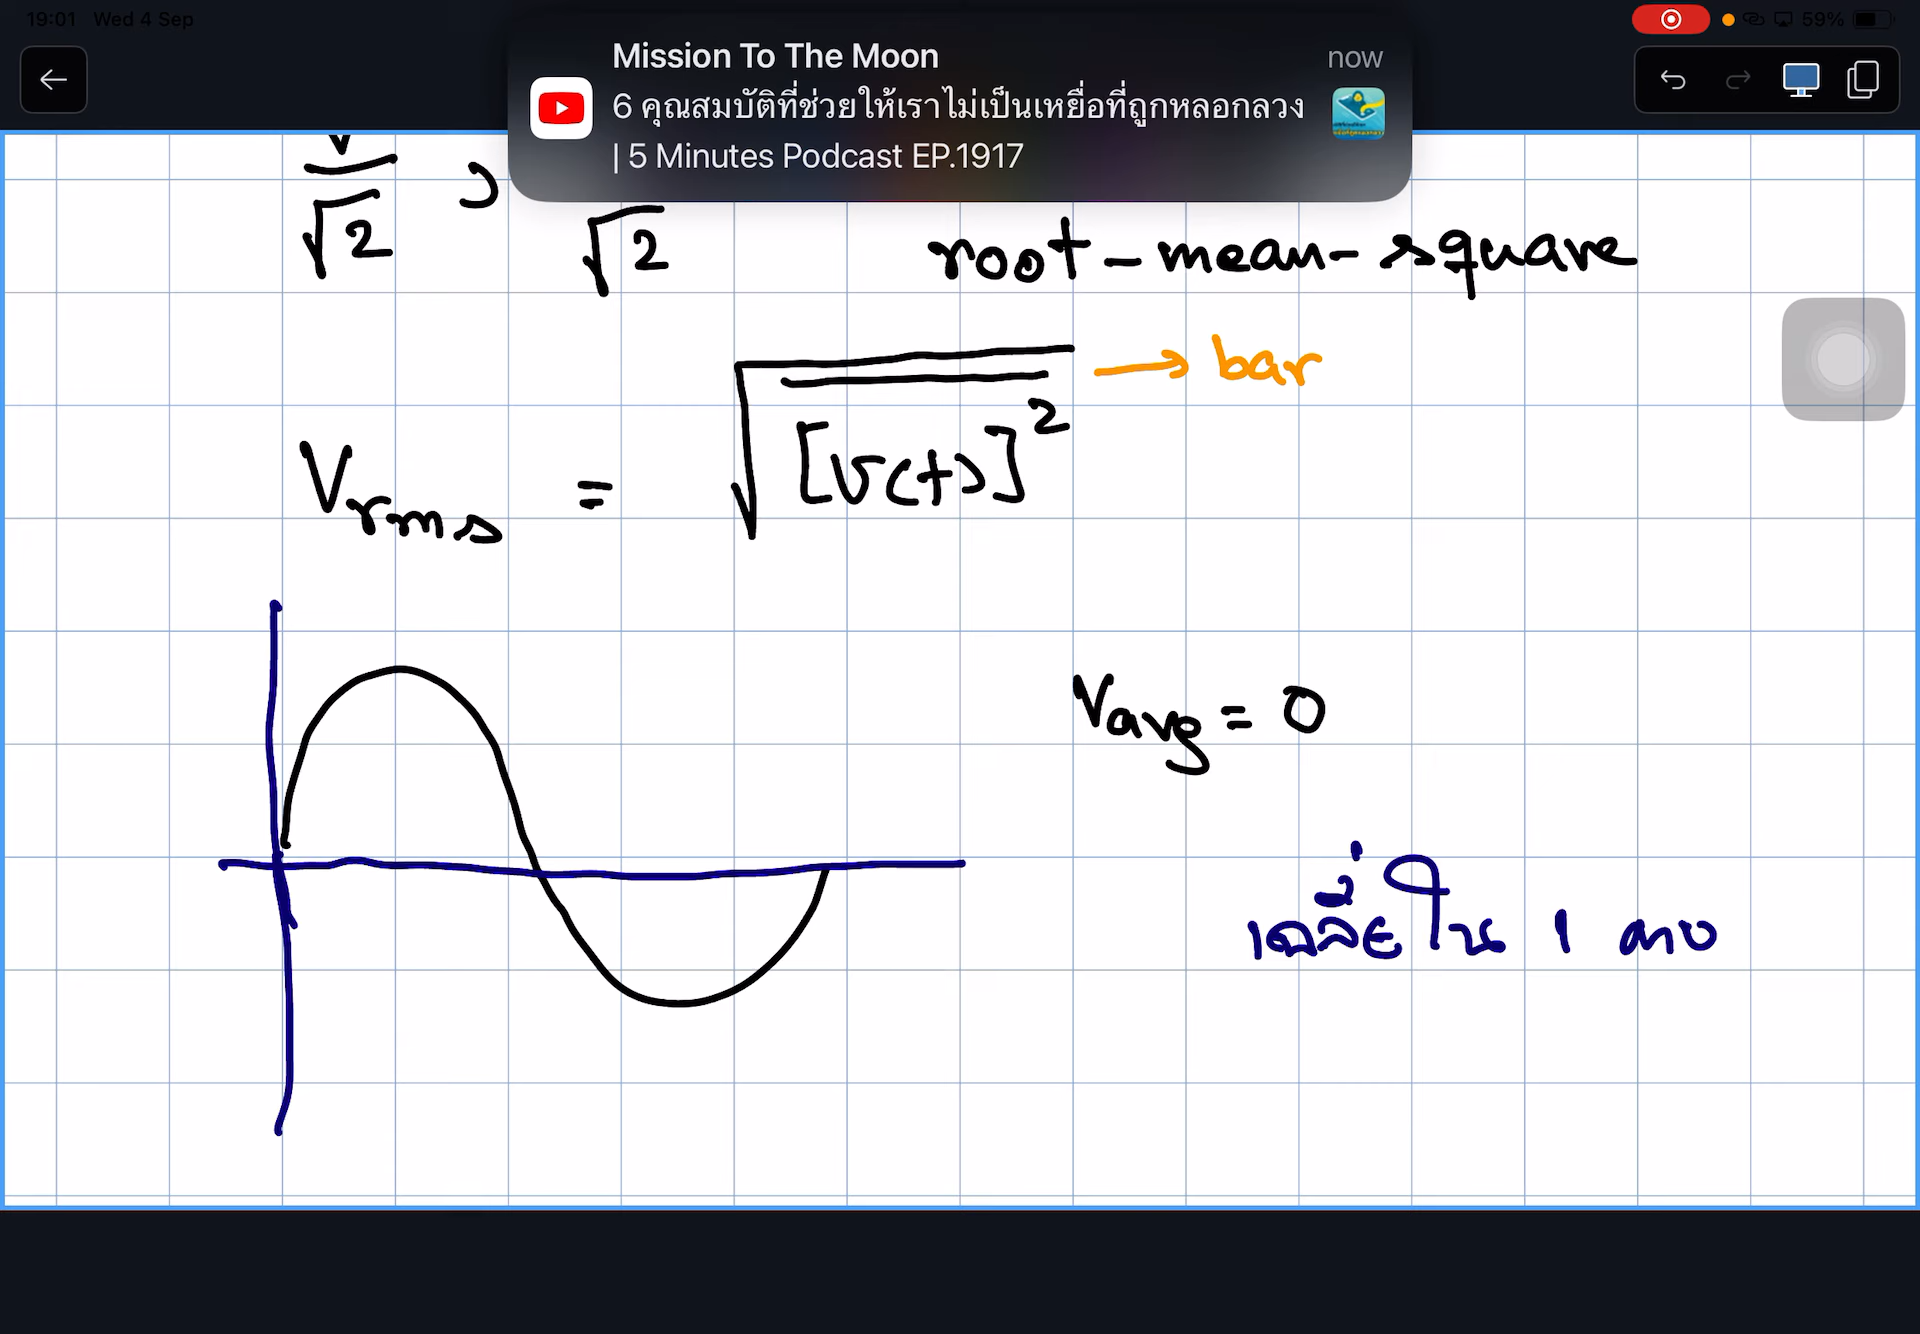 19:01 Wed 4 Sep
59%
Mission To The Moon
now
6 คุณสมบัติที่ช่วยให้เราไม่เป็นเหยื่อที่ถูกหลอกลวง
| 5 Minutes Podcast EP.1917
√2 , √2
root-mean-square
→ bar
Vrms = √[v(t)]²
Vavg = 0
เฉลี่ยใน 1 คาบ